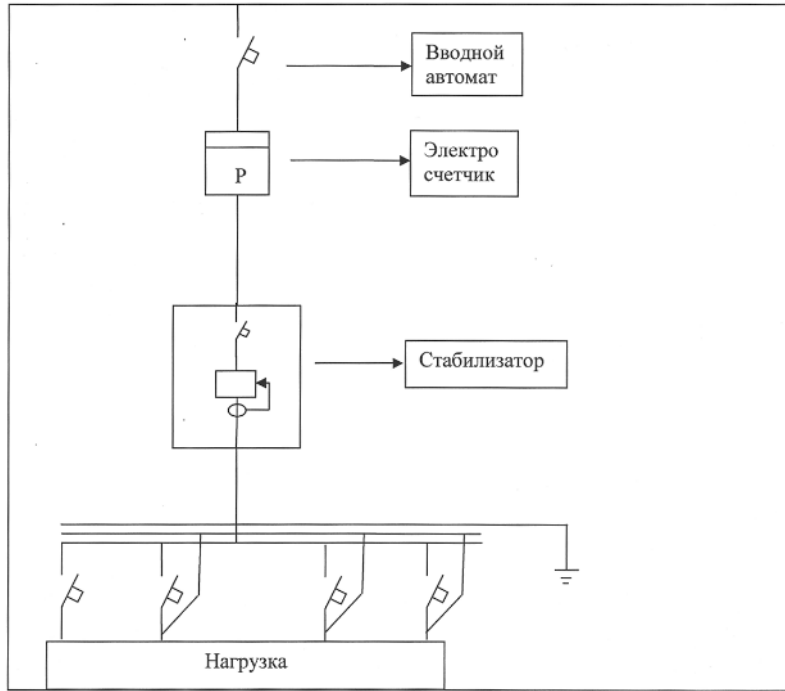 Вводной
автомат
Электро
счетчик
P
Стабилизатор
Нагрузка